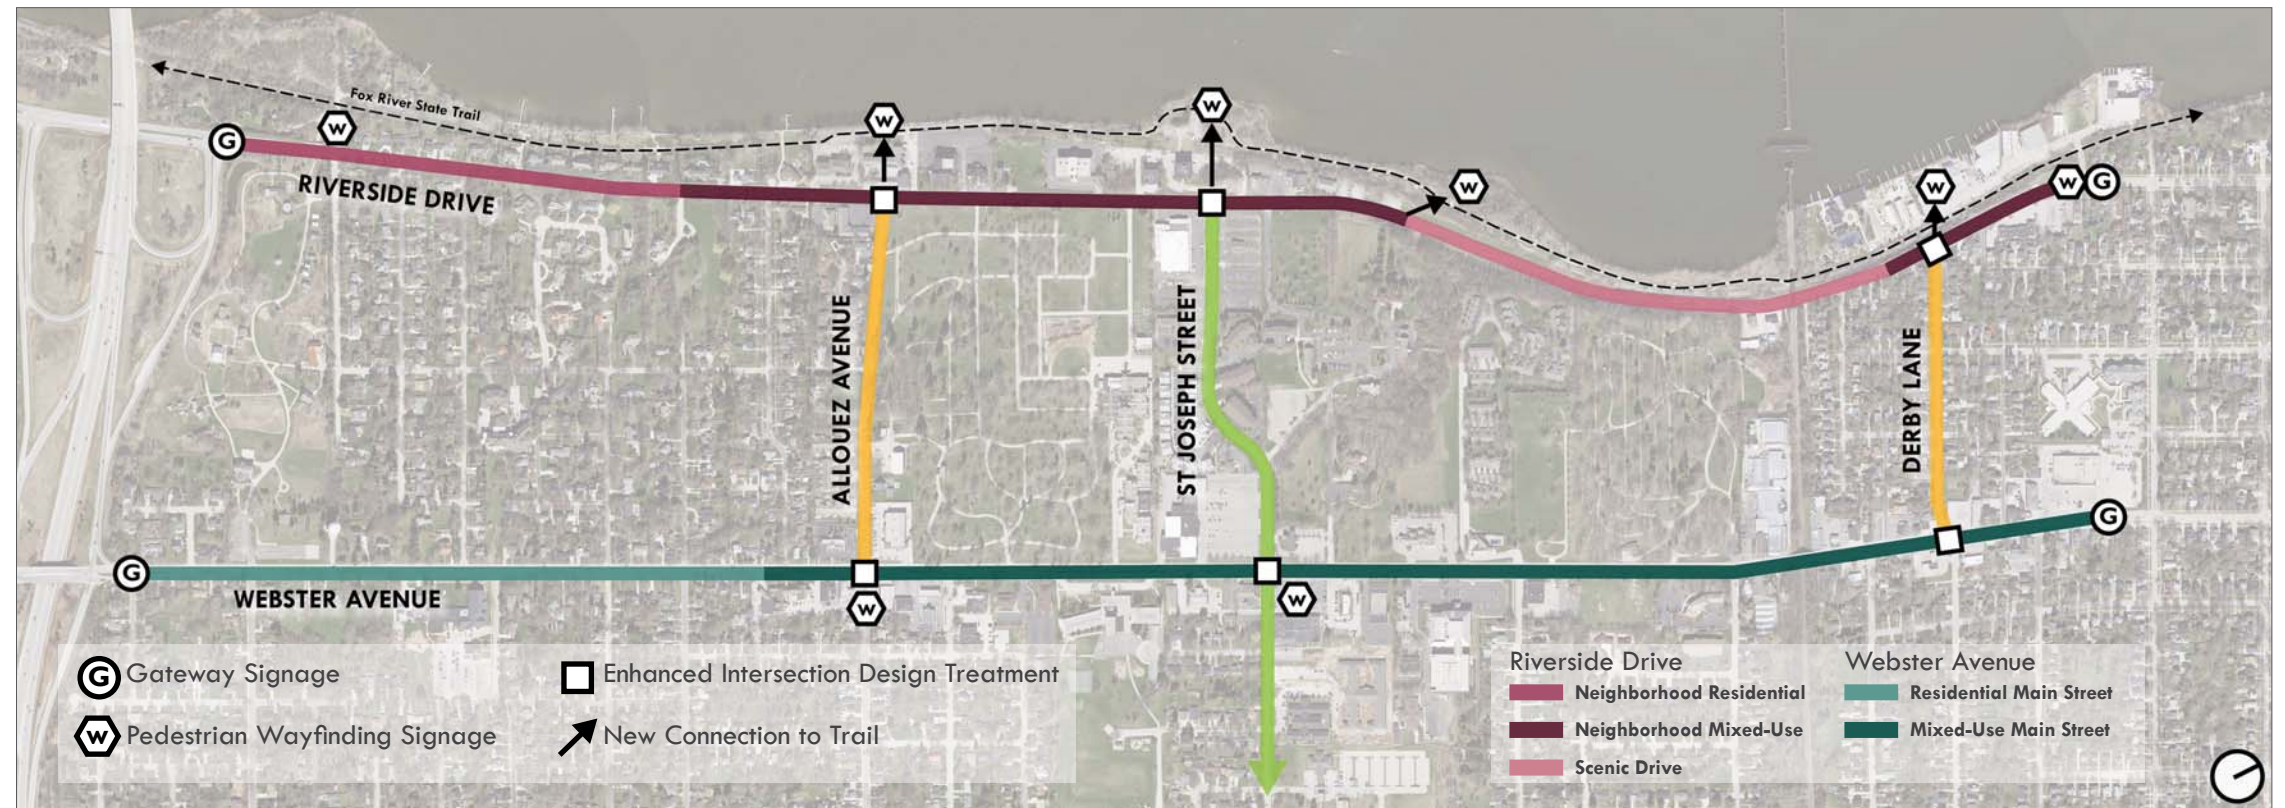 Fox River State Trail
W
W
W
G
W
W
W
G
RIVERSIDE DRIVE
ALLOUEZ AVENUE
ST JOSEPH STREET
DERBY LANE
G
G
WEBSTER AVENUE
W
W
G Gateway Signage
W Pedestrian Wayfinding Signage
Enhanced Intersection Design Treatment
New Connection to Trail
Riverside Drive
Neighborhood Residential
Neighborhood Mixed-Use
Scenic Drive
Webster Avenue
Residential Main Street
Mixed-Use Main Street